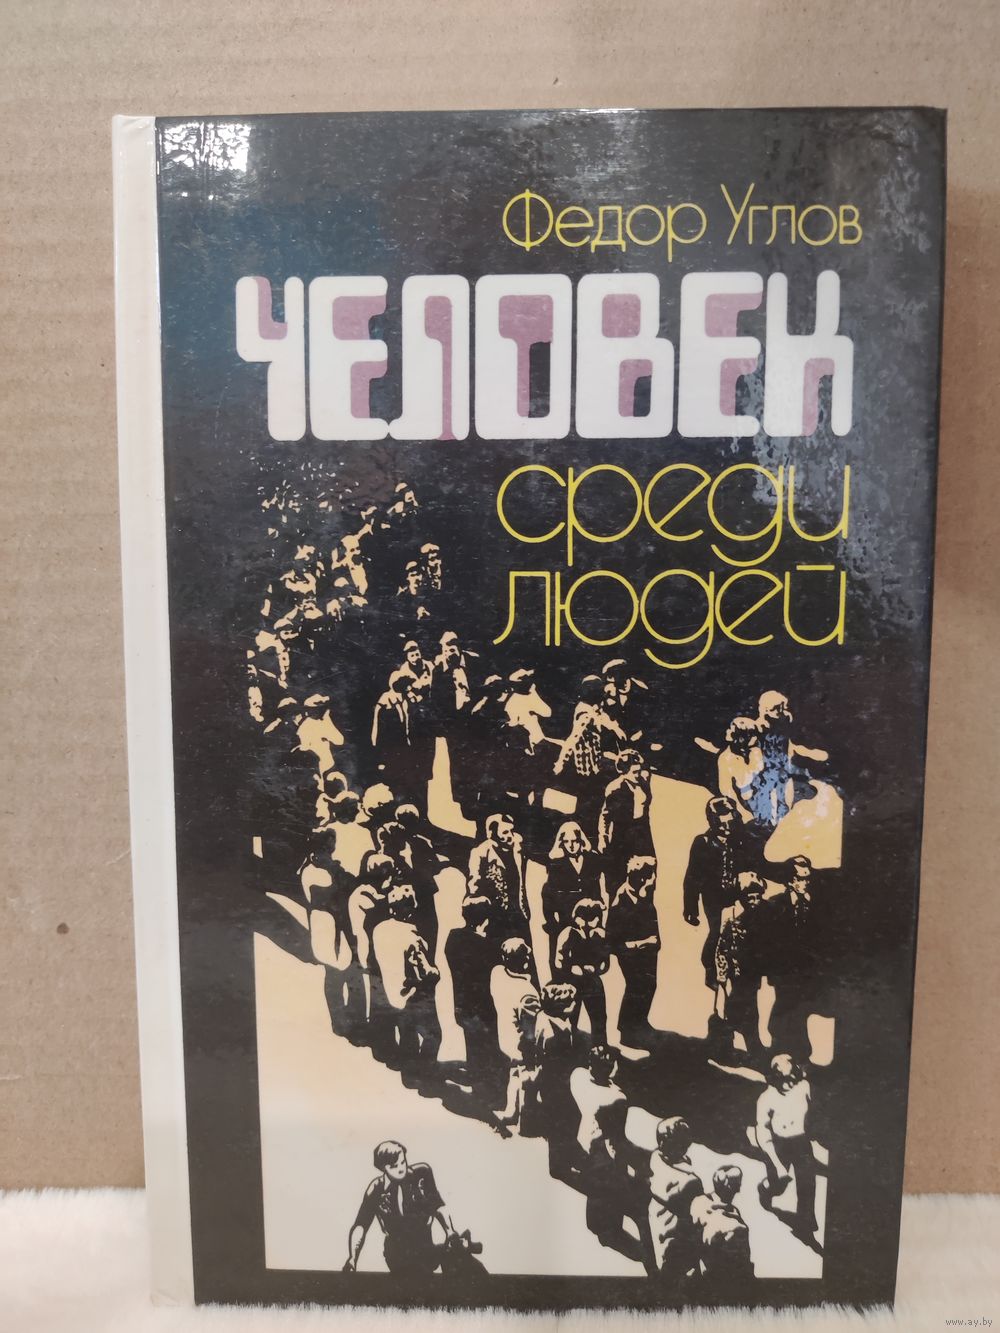 Федор Углов
ЧЕЛОВЕК
среди
людей
www.ay.by